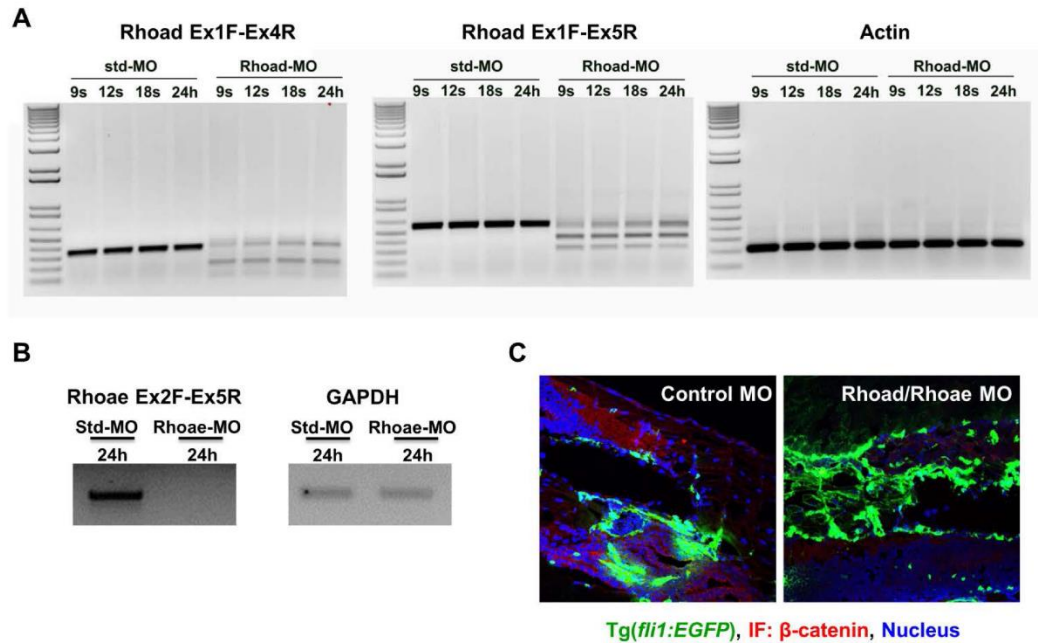 A
Rhoad Ex1F-Ex4R
std-MO Rhoad-MO
9s 12s 18s 24h 9s 12s 18s 24h
Rhoad Ex1F-Ex5R
std-MO Rhoad-MO
9s 12s 18s 24h 9s 12s 18s 24h
Actin
std-MO Rhoad-MO
9s 12s 18s 24h 9s 12s 18s 24h
B
Rhoae Ex2F-Ex5R
Std-MO Rhoae-MO
24h 24h
GAPDH
Std-MO Rhoae-MO
24h 24h
C
Control MO
Rhoad/Rhoae MO
Tg(fli1:EGFP), IF: β-catenin, Nucleus